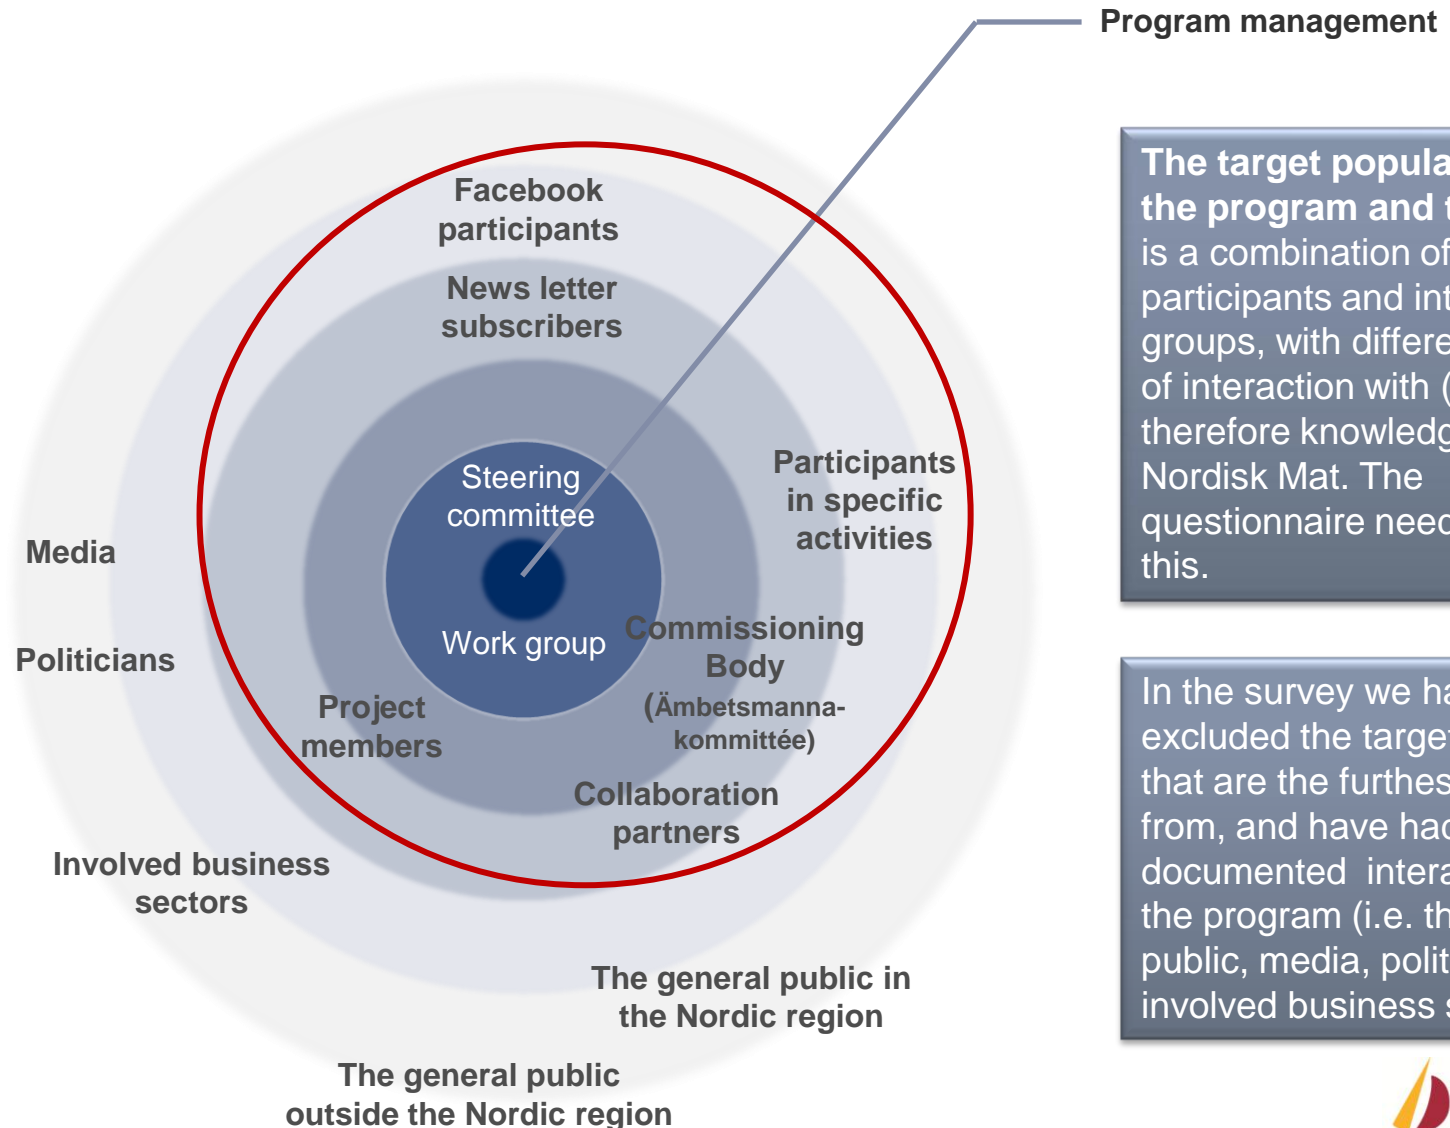 Program management
Facebook
participants
News letter
subscribers
Steering
committee
Participants
in specific
activities
Media
Politicians
Work group
Commissioning
Body
(Ämbetsmanna-
kommittée)
Project
members
Collaboration
partners
Involved business
sectors
The general public in
the Nordic region
The general public
outside the Nordic region
The target popula
the program and t
is a combination of
participants and int
groups, with differe
of interaction with (
therefore knowledg
Nordisk Mat. The
questionnaire need
this.
In the survey we ha
excluded the target
that are the furthes
from, and have had
documented interа
the program (i.e. th
public, media, polit
involved business s